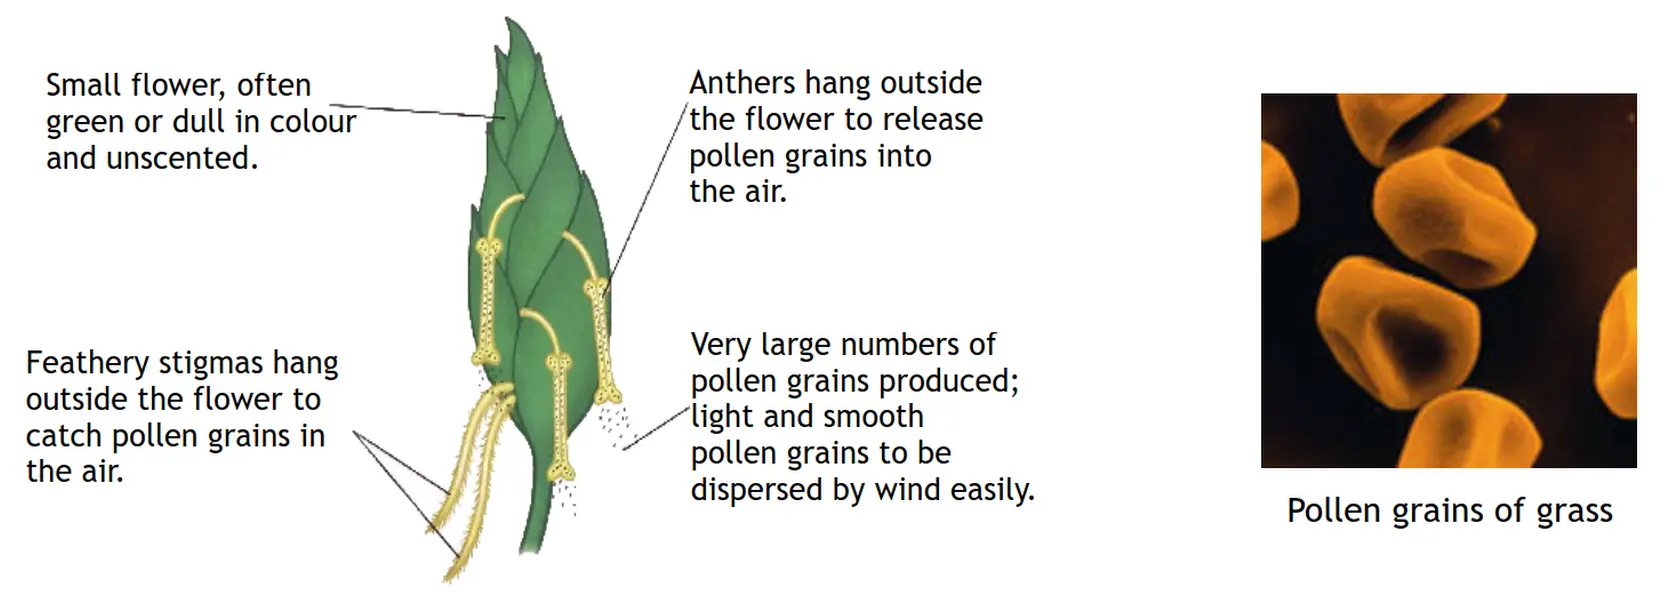 Small flower, often
green or dull in colour
and unscented.
Anthers hang outside
the flower to release
pollen grains into
the air.
Feathery stigmas hang
outside the flower to
catch pollen grains in
the air.
Very large numbers of
pollen grains produced;
light and smooth
pollen grains to be
dispersed by wind easily.
Pollen grains of grass